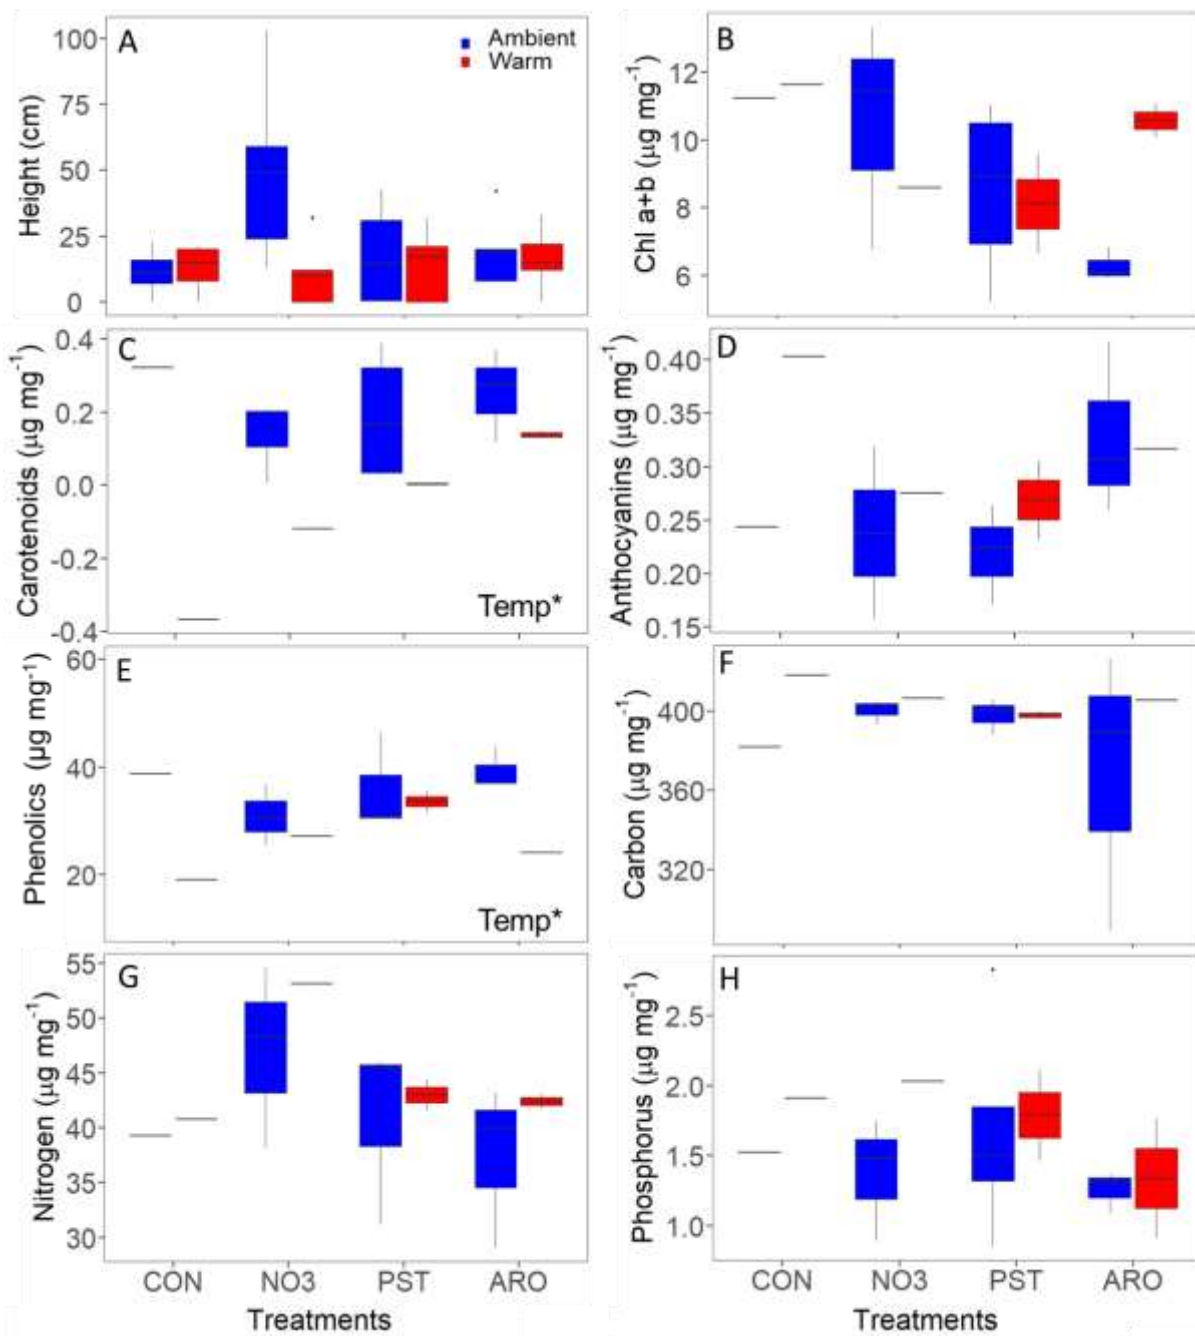 A
Ambient
Warm
Height (cm)
100
75
50
25
0
B
Chl a+b (µg mg⁻¹)
12
10
8
6
C
Carotenoids (µg mg⁻¹)
0.4
0.2
0.0
-0.2
-0.4
Temp*
D
Anthocyanins (µg mg⁻¹)
0.40
0.35
0.30
0.25
0.20
0.15
E
Phenolics (µg mg⁻¹)
60
40
20
Temp*
F
Carbon (µg mg⁻¹)
400
360
320
G
Nitrogen (µg mg⁻¹)
55
50
45
40
35
30
CON NO3 PST ARO
Treatments
H
Phosphorus (µg mg⁻¹)
2.5
2.0
1.5
1.0
CON NO3 PST ARO
Treatments